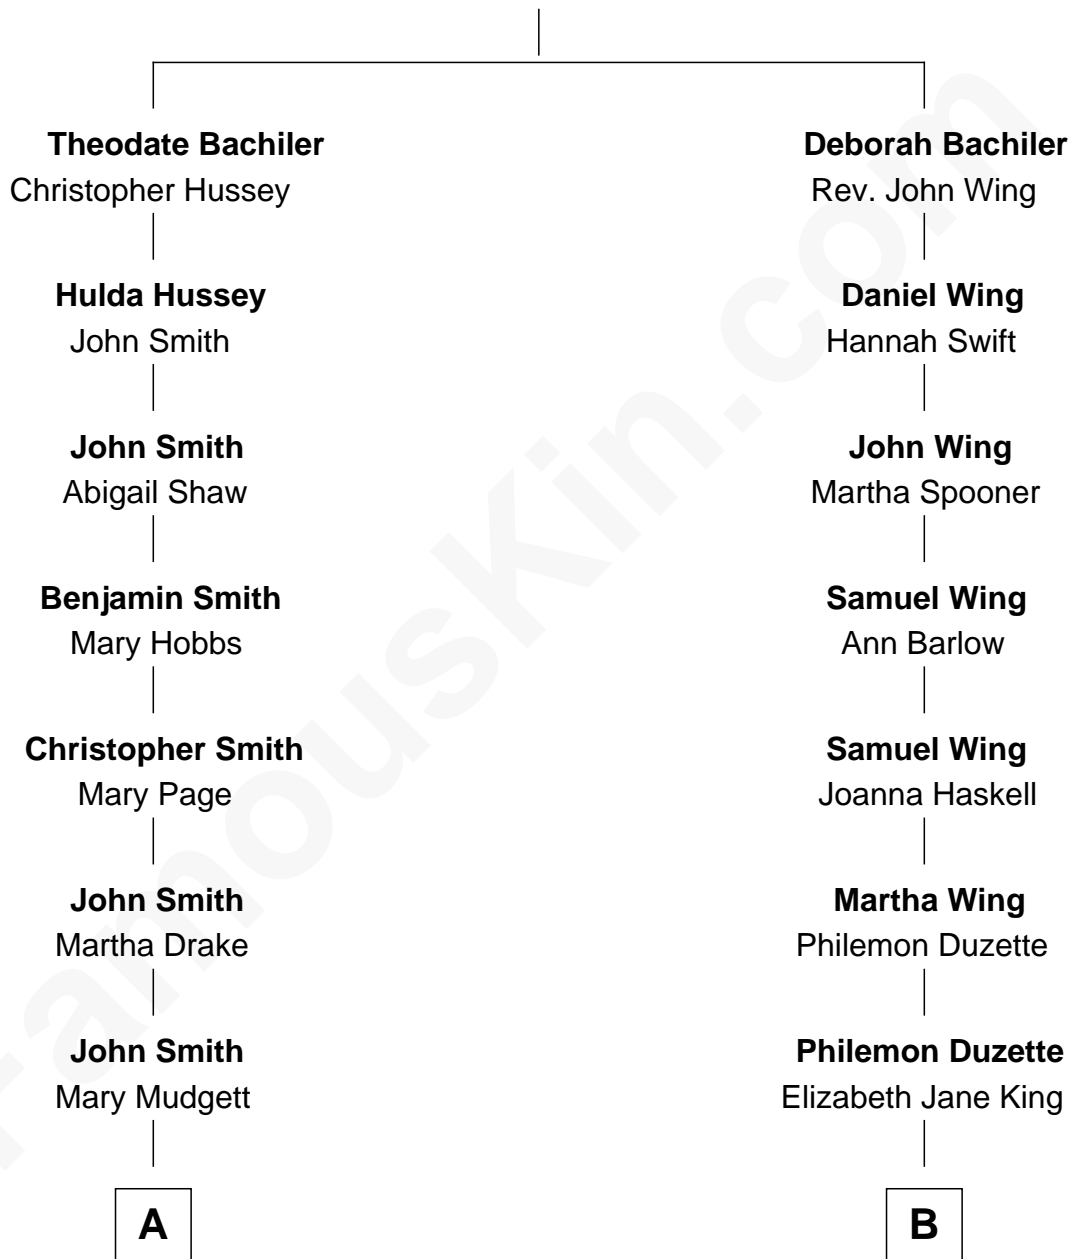 Theodate Bachiler
Christopher Hussey
Hulda Hussey
John Smith
John Smith
Abigail Shaw
Benjamin Smith
Mary Hobbs
Christopher Smith
Mary Page
John Smith
Martha Drake
John Smith
Mary Mudgett
A
Deborah Bachiler
Rev. John Wing
Daniel Wing
Hannah Swift
John Wing
Martha Spooner
Samuel Wing
Ann Barlow
Samuel Wing
Joanna Haskell
Martha Wing
Philemon Duzette
Philemon Duzette
Elizabeth Jane King
B
FamousKin.com